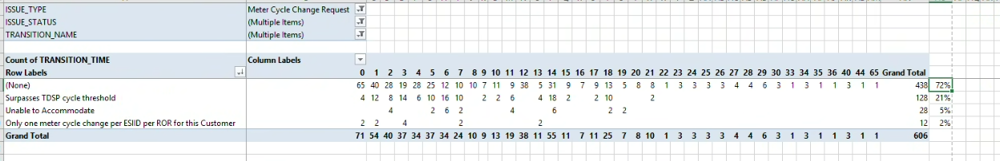 ISSUE_TYPE Meter Cycle Change Request
ISSUE_STATUS (Multiple Items)
TRANSITION_NAME (Multiple Items)
Count of TRANSITION_TIME Column Labels
Row Labels 0 1 2 3 4 5 6 7 8 9 10 11 12 13 14 15 16 17 18 19 20 21 22 23 24 25 26 27 28 29 30 33 34 35 36 40 44 65 Grand Total
(None) 65 40 28 19 28 25 12 10 10 7 11 9 38 5 31 9 7 9 13 5 8 8 1 3 3 3 3 4 4 6 3 1 3 1 1 3 1 1 438 72%
Surpasses TDSP cycle threshold 4 12 8 14 6 10 16 10 2 2 6 4 18 2 2 10 2 128 21%
Unable to Accommodate 4 2 6 2 4 6 2 2 28 5%
Only one meter cycle change per ESIID per ROR for this Customer 2 2 4 2 2 12 2%
Grand Total 71 54 40 37 34 37 34 24 10 9 13 19 38 11 55 11 7 11 25 7 8 10 1 3 3 3 3 4 4 6 3 1 3 1 1 3 1 1 606